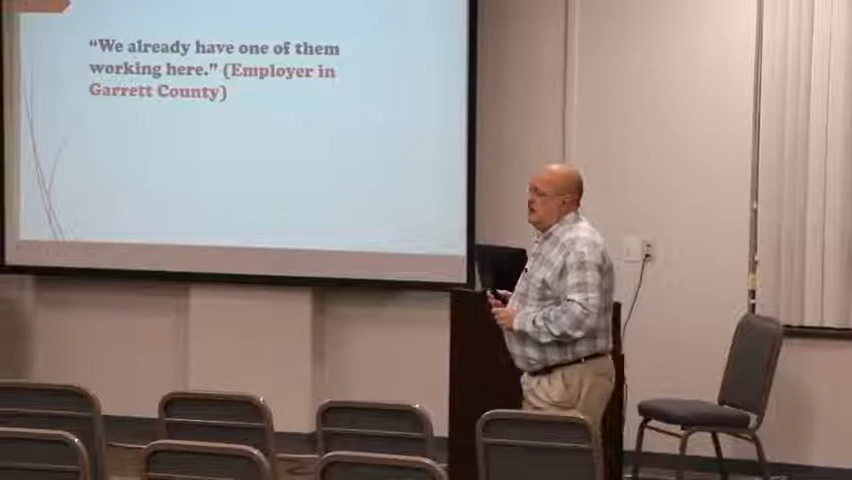 “We already have one of them
working here.” (Employer in
Garrett County)